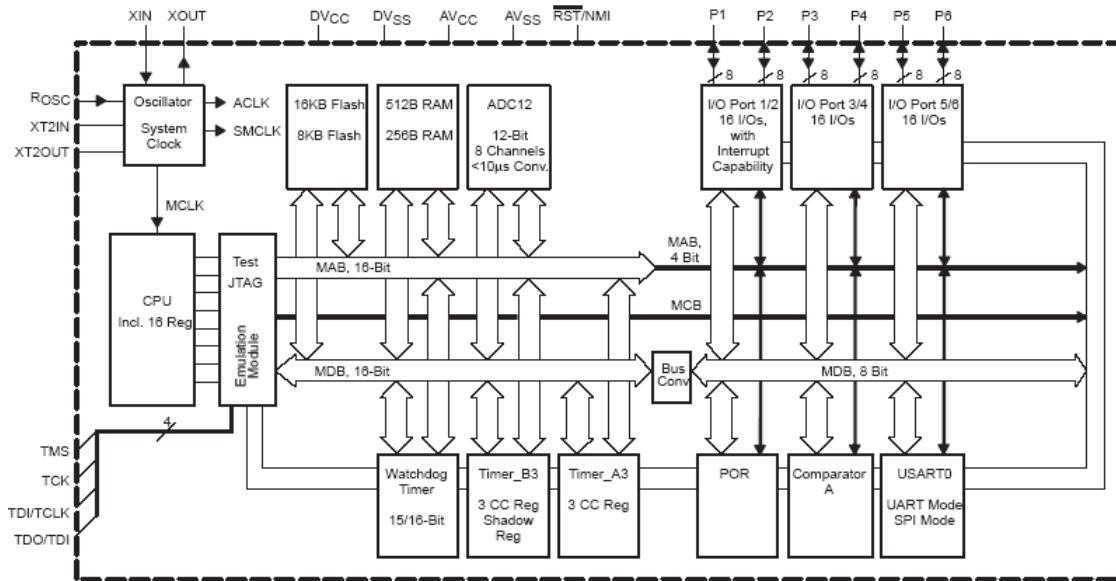 XIN
XOUT
DVCC
DVSS
AVCC
AVSS
RST/NMI
P1
P2
P3
P4
P5
P6
8
8
8
8
8
8
ROSC
XT2IN
XT2OUT
Oscillator
System
Clock
ACLK
SMCLK
16KB Flash
8KB Flash
512B RAM
256B RAM
ADC12
12-Bit
8 Channels
<10μs Conv.
I/O Port 1/2
16 I/Os,
with
Interrupt
Capability
I/O Port 3/4
16 I/Os
I/O Port 5/6
16 I/Os
MCLK
CPU
Incl. 16 Reg
Test
JTAG
Emulation
Module
MAB, 16-Bit
MAB,
4 Bit
MCB
MDB, 16-Bit
Bus
Conv
MDB, 8 Bit
4
TMS
TCK
TDI/TCLK
TDO/TDI
Watchdog
Timer
15/16-Bit
Timer_B3
3 CC Reg
Shadow
Reg
Timer_A3
3 CC Reg
POR
Comparator
A
USART0
UART Mode
SPI Mode